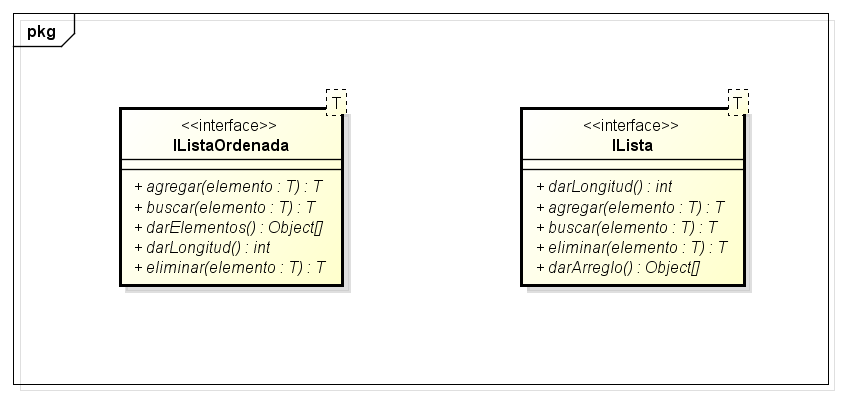 pkg
T
<<interface>>
IListaOrdenada
+ agregar(elemento : T) : T
+ buscar(elemento : T) : T
+ darElementos() : Object[]
+ darLongitud() : int
+ eliminar(elemento : T) : T
T
<<interface>>
ILista
+ darLongitud() : int
+ agregar(elemento : T) : T
+ buscar(elemento : T) : T
+ eliminar(elemento : T) : T
+ darArreglo() : Object[]